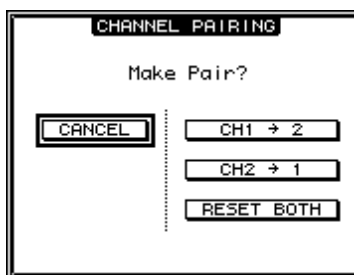 CHANNEL PAIRING
Make Pair?
CANCEL
CH1 → 2
CH2 → 1
RESET BOTH